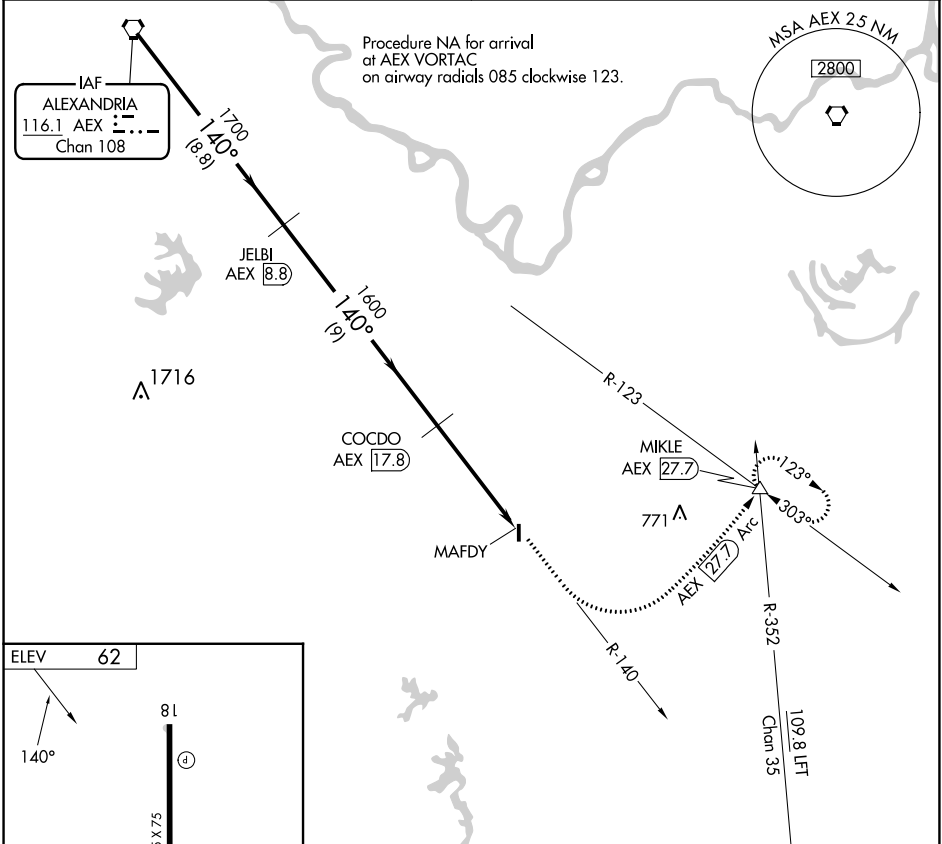 Procedure NA for arrival
at AEX VORTAC
on airway radials 085 clockwise 123.
MSA AEX 25 NM
2800
IAF
ALEXANDRIA
116.1 AEX
Chan 108
1700
140°
(8.8)
JELBI
AEX 8.8
1600
140°
(9)
1716
R-123
COCDO
AEX 17.8
MIKLE
AEX 27.7
123°
303°
771
MAFDY
AEX 27.7 Arc
R-352
R-140
109.8 LFT
Chan 35
ELEV 62
140°
18
P
X 75